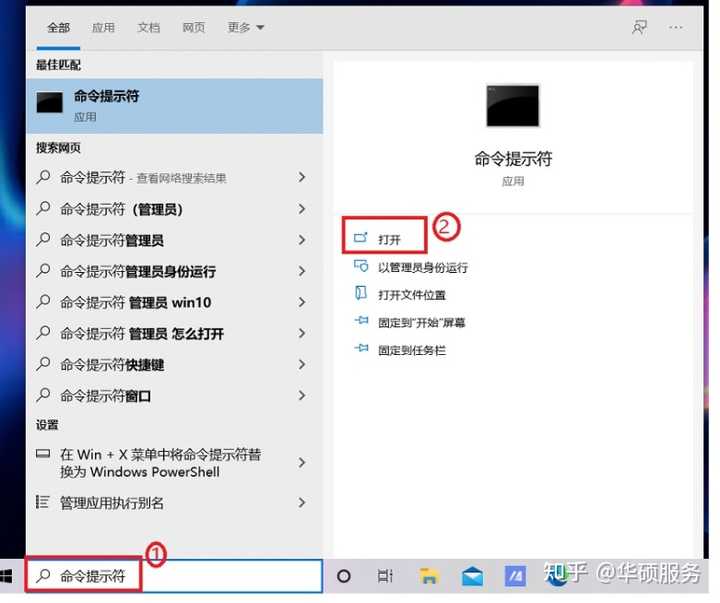 全部 应用 文档 网页 更多
最佳匹配
命令提示符
应用
搜索网页
命令提示符 - 查看网络搜索结果
命令提示符（管理员）
命令提示符管理员
命令提示符管理员身份运行
命令提示符 管理员 win10
命令提示符 管理员 怎么打开
命令提示符快捷键
命令提示符窗口
设置
在 Win + X 菜单中将命令提示符替
换为 Windows PowerShell
管理应用执行别名
命令提示符
应用
打开
②
以管理员身份运行
打开文件位置
固定到"开始"屏幕
固定到任务栏
①
命令提示符
知乎 @华硕服务